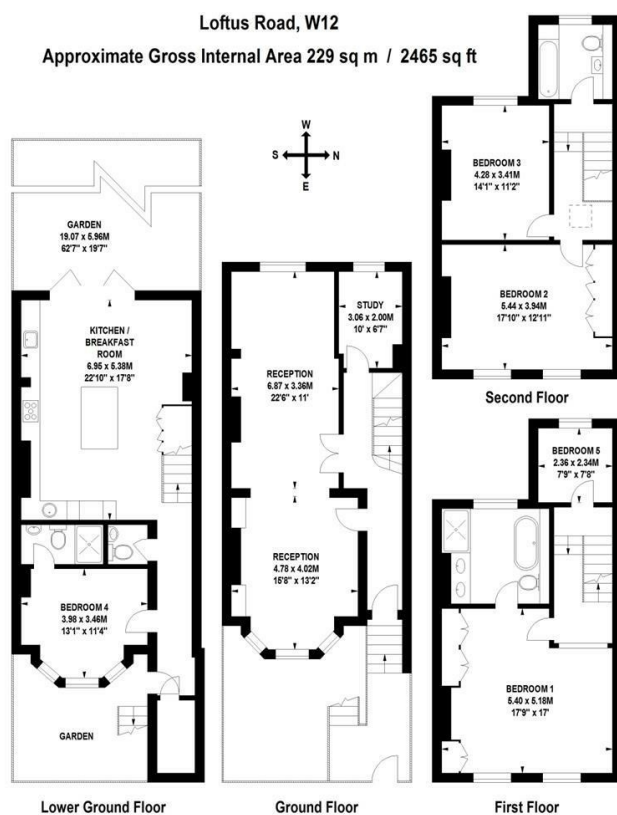 Loftus Road, W12
Approximate Gross Internal Area 229 sq m / 2465 sq ft
W
S
N
E
GARDEN
19.07 x 5.96M
62'7" x 19'7"
KITCHEN /
BREAKFAST
ROOM
6.95 x 5.38M
22'10" x 17'8"
BEDROOM 4
3.98 x 3.46M
13'1" x 11'4"
GARDEN
Lower Ground Floor
STUDY
3.06 x 2.00M
10' x 6'7"
RECEPTION
6.87 x 3.36M
22'6" x 11'
RECEPTION
4.78 x 4.02M
15'8" x 13'2"
Ground Floor
BEDROOM 3
4.28 x 3.41M
14'1" x 11'2"
BEDROOM 2
5.44 x 3.94M
17'10" x 12'11"
Second Floor
BEDROOM 5
2.36 x 2.34M
7'9" x 7'8"
BEDROOM 1
5.40 x 5.18M
17'9" x 17'
First Floor